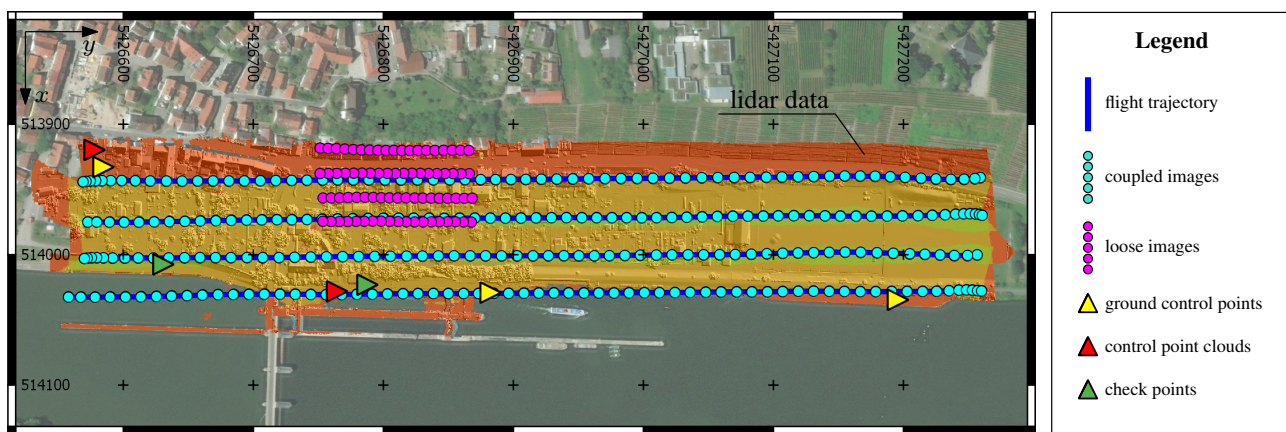 5426600
5426700
5426800
5426900
5427000
5427100
5427200
y
x
lidar data
513900
514000
514100
Legend
flight trajectory
coupled images
loose images
ground control points
control point clouds
check points